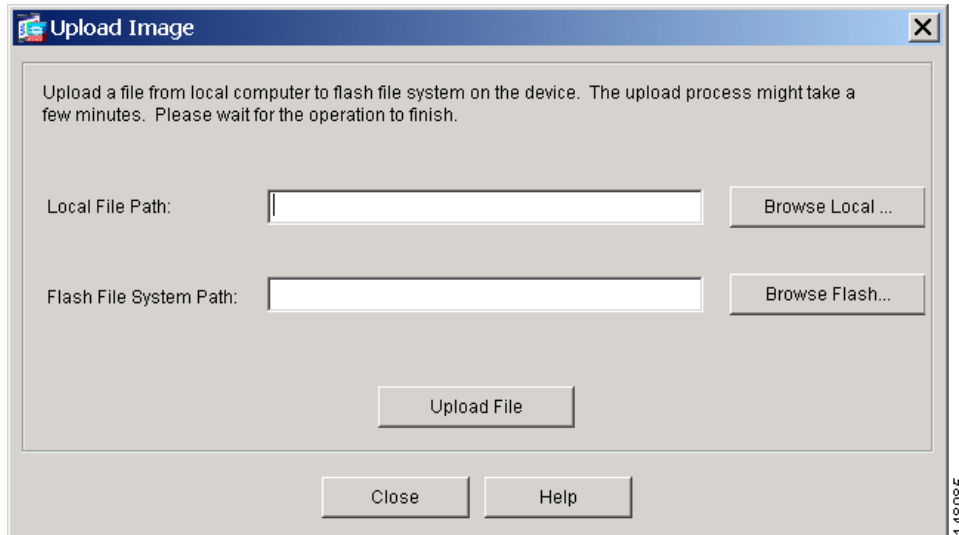 Upload Image
Upload a file from local computer to flash file system on the device. The upload process might take a
few minutes. Please wait for the operation to finish.
Local File Path:
Browse Local ...
Flash File System Path:
Browse Flash...
Upload File
Close
Help
148085